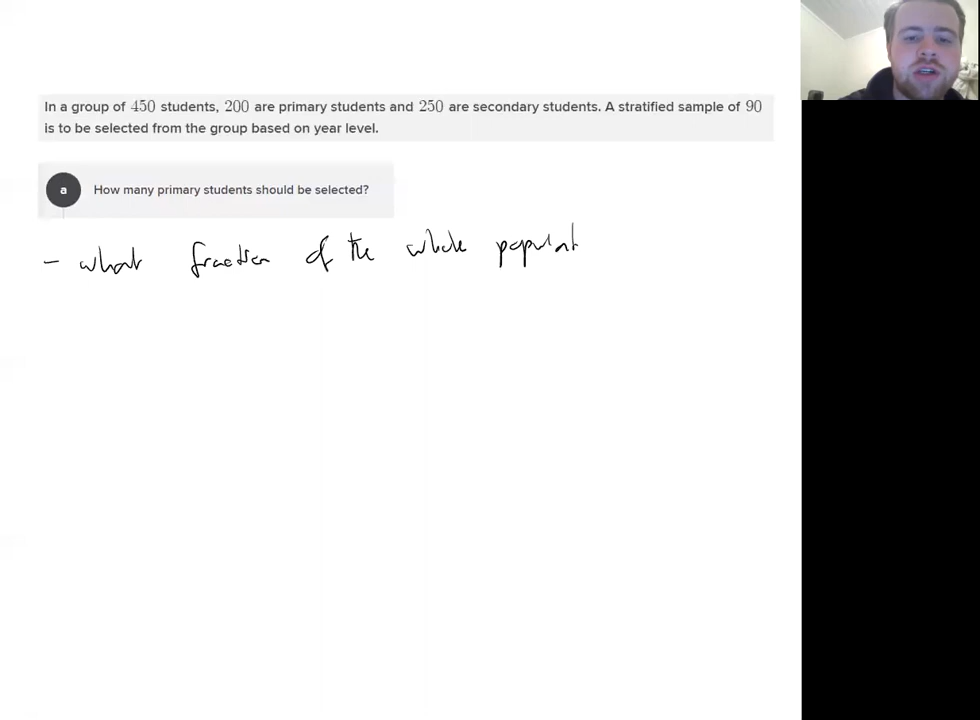 In a group of 450 students, 200 are primary students and 250 are secondary students. A stratified sample of 90
is to be selected from the group based on year level.
a How many primary students should be selected?
- what fraction of the whole populat